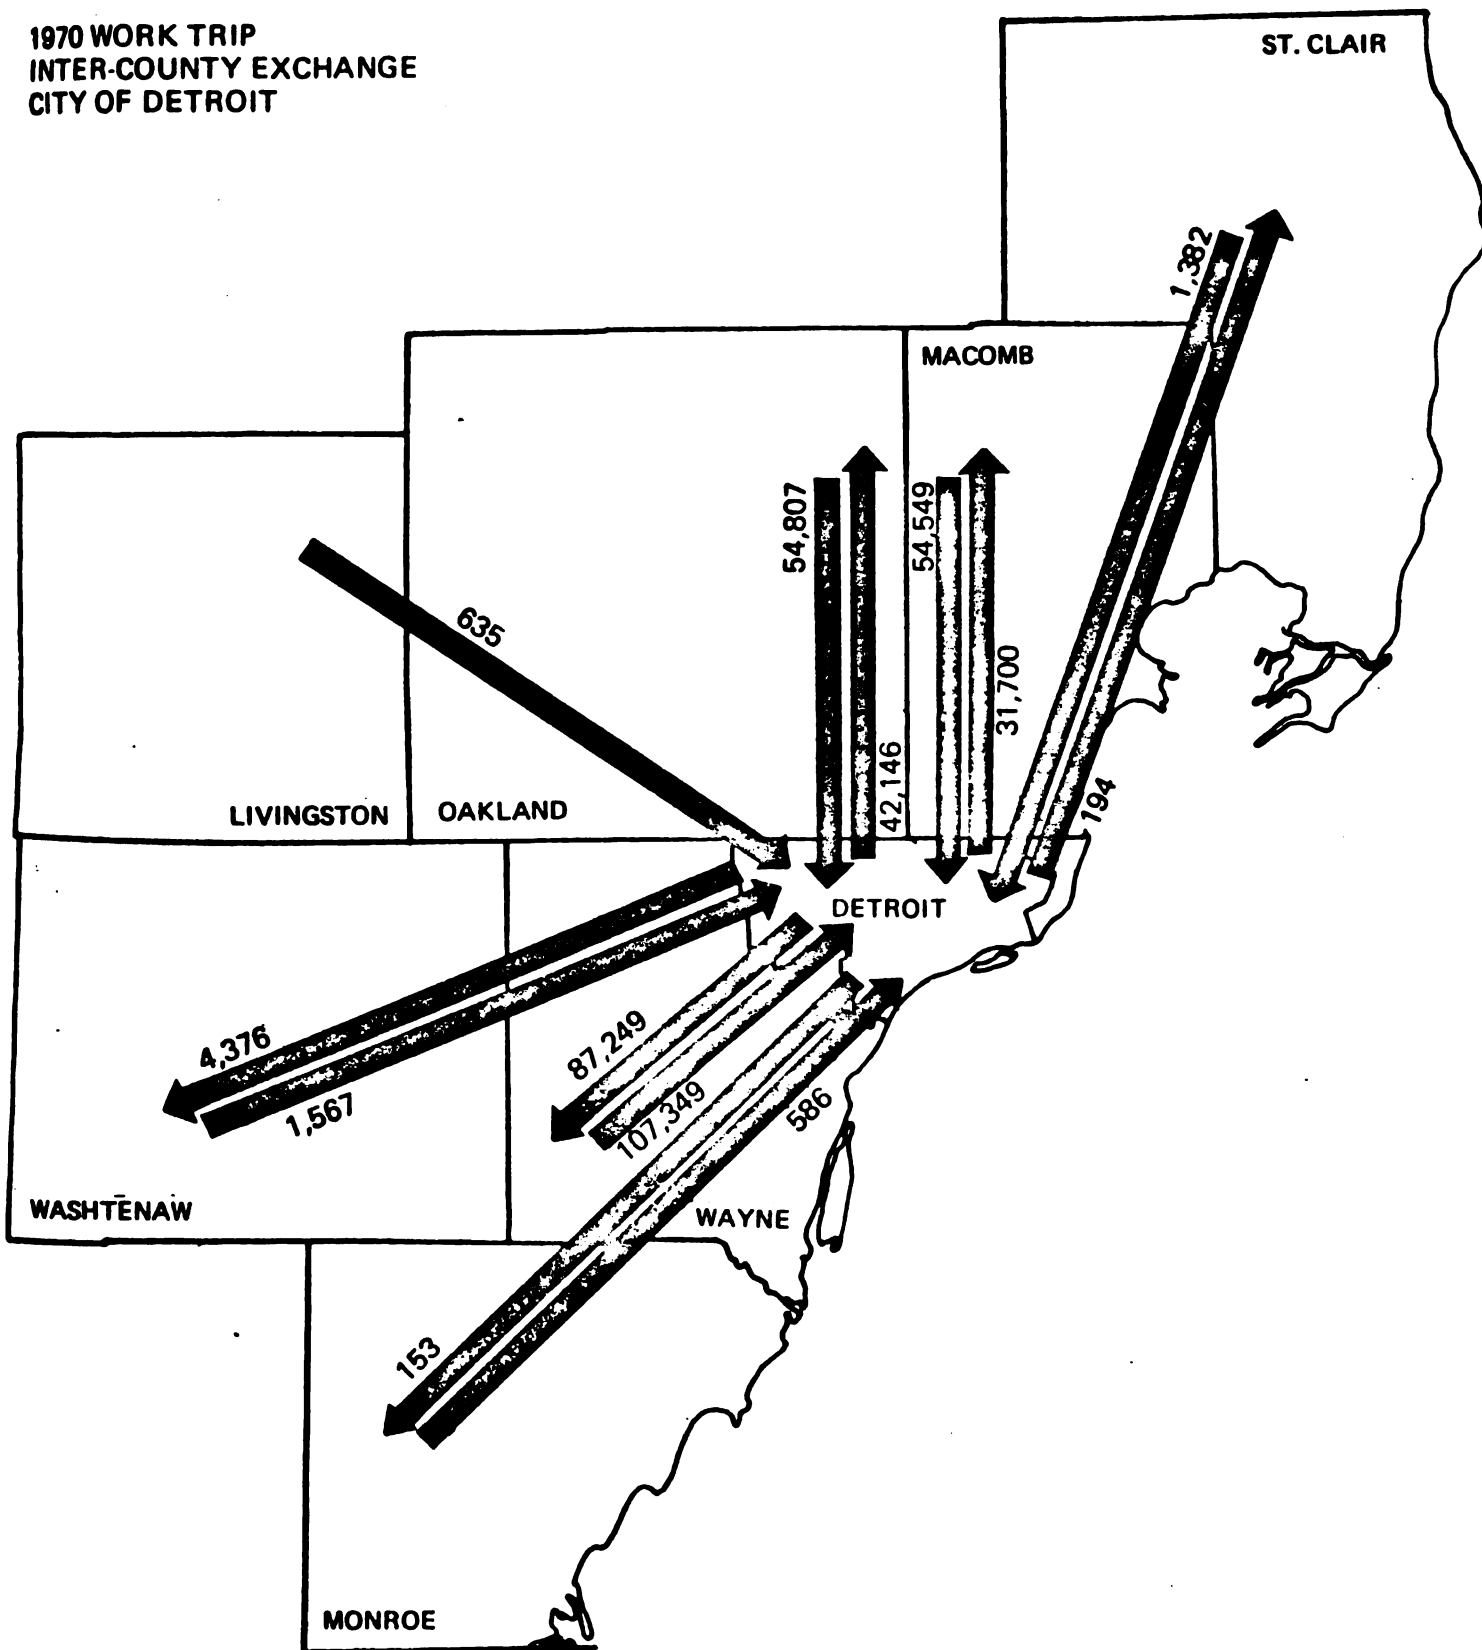 1970 WORK TRIP
INTER-COUNTY EXCHANGE
CITY OF DETROIT
ST. CLAIR
1,382
MACOMB
54,807
54,549
635
31,700
42,146
194
LIVINGSTON
OAKLAND
DETROIT
4,376
87,249
1,567
107,349
586
WASHTENAW
WAYNE
153
MONROE